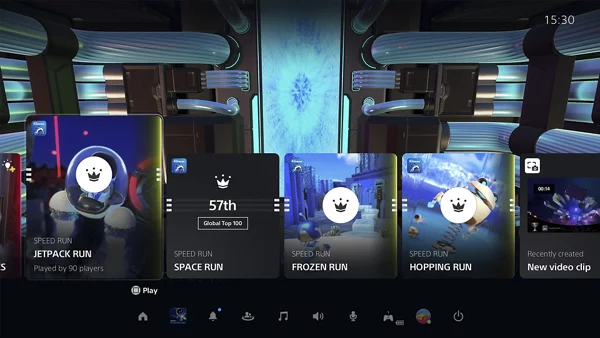 15:30
S
SPEED RUN
JETPACK RUN
Played by 90 players
57th
Global Top 100
SPEED RUN
SPACE RUN
SPEED RUN
FROZEN RUN
SPEED RUN
HOPPING RUN
00:14
Recently created
New video clip
Play